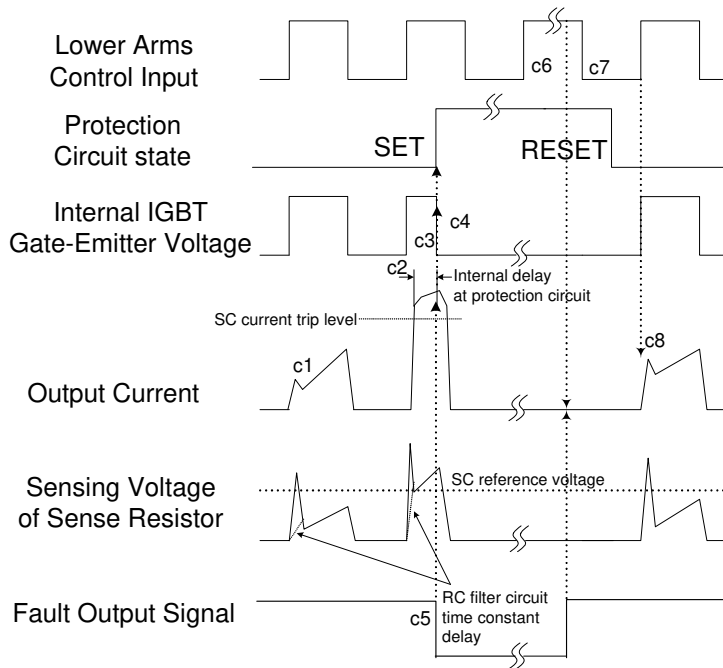 Lower Arms
Control Input
c6
c7
Protection
Circuit state
SET
RESET
Internal IGBT
Gate-Emitter Voltage
c4
c3
c2
Internal delay
at protection circuit
SC current trip level
c1
c8
Output Current
SC reference voltage
Sensing Voltage
of Sense Resistor
Fault Output Signal
c5
RC filter circuit
time constant
delay